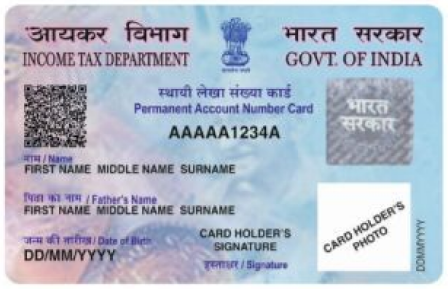 आयकर विभाग
INCOME TAX DEPARTMENT
भारत सरकार
GOVT. OF INDIA
स्थायी लेखा संख्या कार्ड
Permanent Account Number Card
AAAAA1234A
भारत
सरकार
नाम / Name
FIRST NAME MIDDLE NAME SURNAME
पिता का नाम / Father's Name
FIRST NAME MIDDLE NAME SURNAME
जन्म की तारीख / Date of Birth
DD/MM/YYYY
CARD HOLDER'S
SIGNATURE
हस्ताक्षर / Signature
CARD HOLDER'S
PHOTO
DDMMYYYY